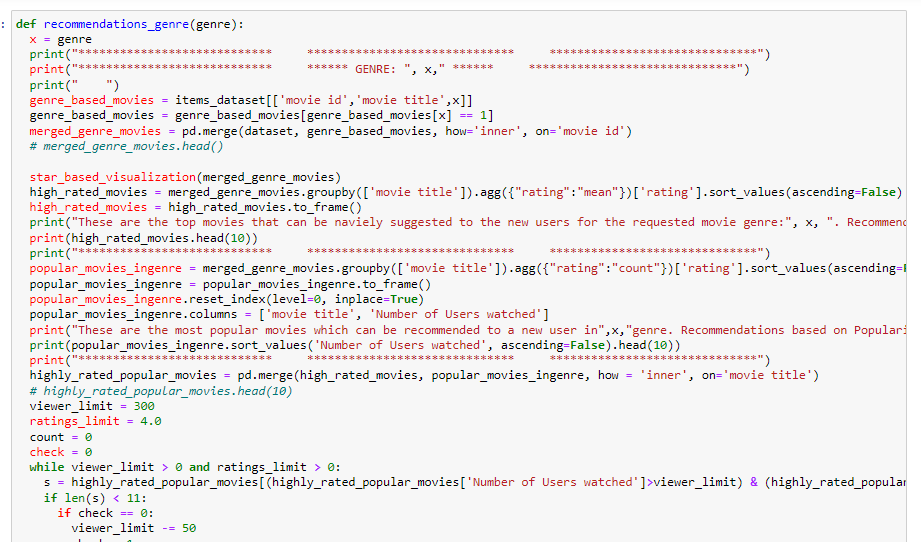 : def recommendations_genre(genre):
x = genre
print("**************************** ****************************** ******************************")
print("**************************** ****** GENRE: ", x," ****** ******************************")
print(" ")
genre_based_movies = items_dataset[['movie id','movie title',x]]
genre_based_movies = genre_based_movies[genre_based_movies[x] == 1]
merged_genre_movies = pd.merge(dataset, genre_based_movies, how='inner', on='movie id')
# merged_genre_movies.head()
star_based_visualization(merged_genre_movies)
high_rated_movies = merged_genre_movies.groupby(['movie title']).agg({"rating":"mean"})['rating'].sort_values(ascending=False)
high_rated_movies = high_rated_movies.to_frame()
print("These are the top movies that can be naviely suggested to the new users for the requested movie genre:", x, ". Recommend
print(high_rated_movies.head(10))
print("**************************** ****************************** ******************************")
popular_movies_ingenre = merged_genre_movies.groupby(['movie title']).agg({"rating":"count"})['rating'].sort_values(ascending=
popular_movies_ingenre = popular_movies_ingenre.to_frame()
popular_movies_ingenre.reset_index(level=0, inplace=True)
popular_movies_ingenre.columns = ['movie title', 'Number of Users watched']
print("These are the most popular movies which can be recommended to a new user in",x,"genre. Recommendations based on Populari
print(popular_movies_ingenre.sort_values('Number of Users watched', ascending=False).head(10))
print("**************************** ****************************** ******************************")
highly_rated_popular_movies = pd.merge(high_rated_movies, popular_movies_ingenre, how = 'inner', on='movie title')
# highly_rated_popular_movies.head(10)
viewer_limit = 300
ratings_limit = 4.0
count = 0
check = 0
while viewer_limit > 0 and ratings_limit > 0:
s = highly_rated_popular_movies[(highly_rated_popular_movies['Number of Users watched']>viewer_limit) & (highly_rated_popular
if len(s) < 11:
if check == 0:
viewer_limit -= 50